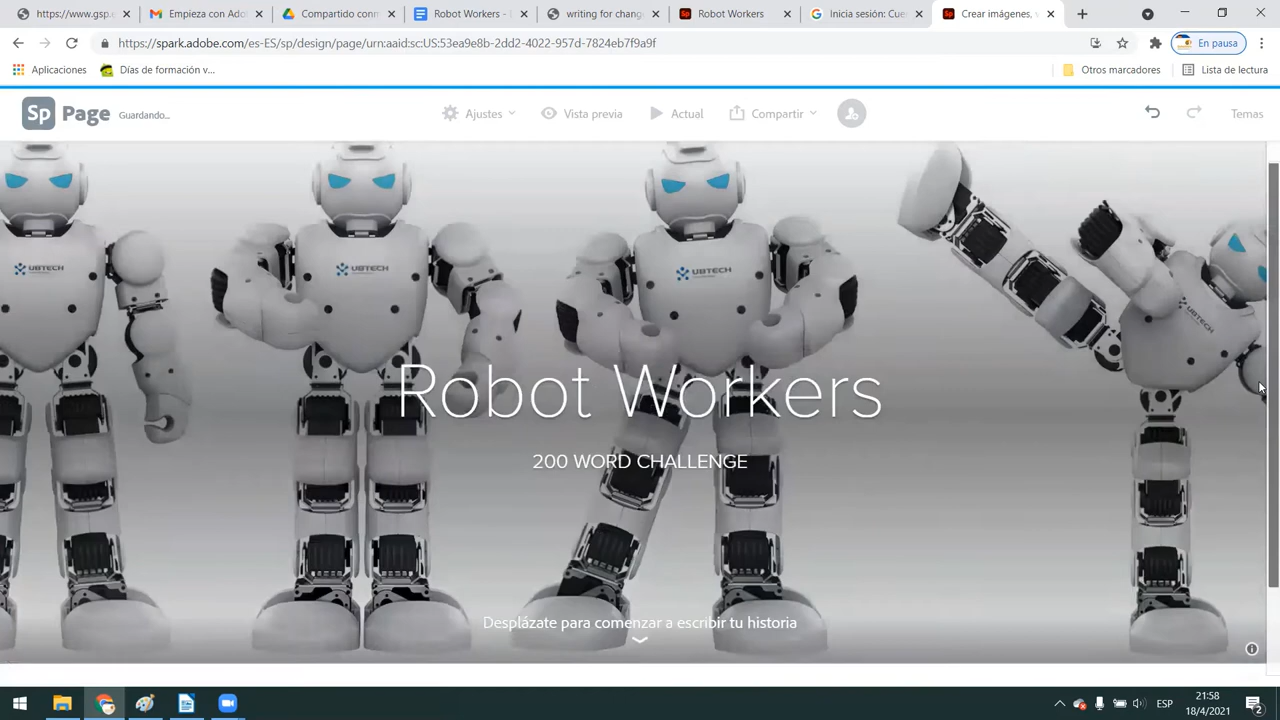 https://www.gsp.e
Empieza con Ado
Compartido conn
Robot Workers -
writing for chang
Robot Workers
Inicia sesión: Cue
Crear imágenes, v
https://spark.adobe.com/es-ES/sp/design/page/urn:aaid:sc:US:53ea9e9c-2dd2-4022-957d-7824eb7f9a9f
En pausa
Aplicaciones
Días de formación v...
Otros marcadores
Lista de lectura
Sp Page Guardando...
Ajustes
Vista previa
Actual
Compartir
Temas
UBTECH
UBTECH
UBTECH
UBTECH
Robot Workers
200 WORD CHALLENGE
Desplázate para comenzar a escribir tu historia
ESP
21:58
18/4/2021
2